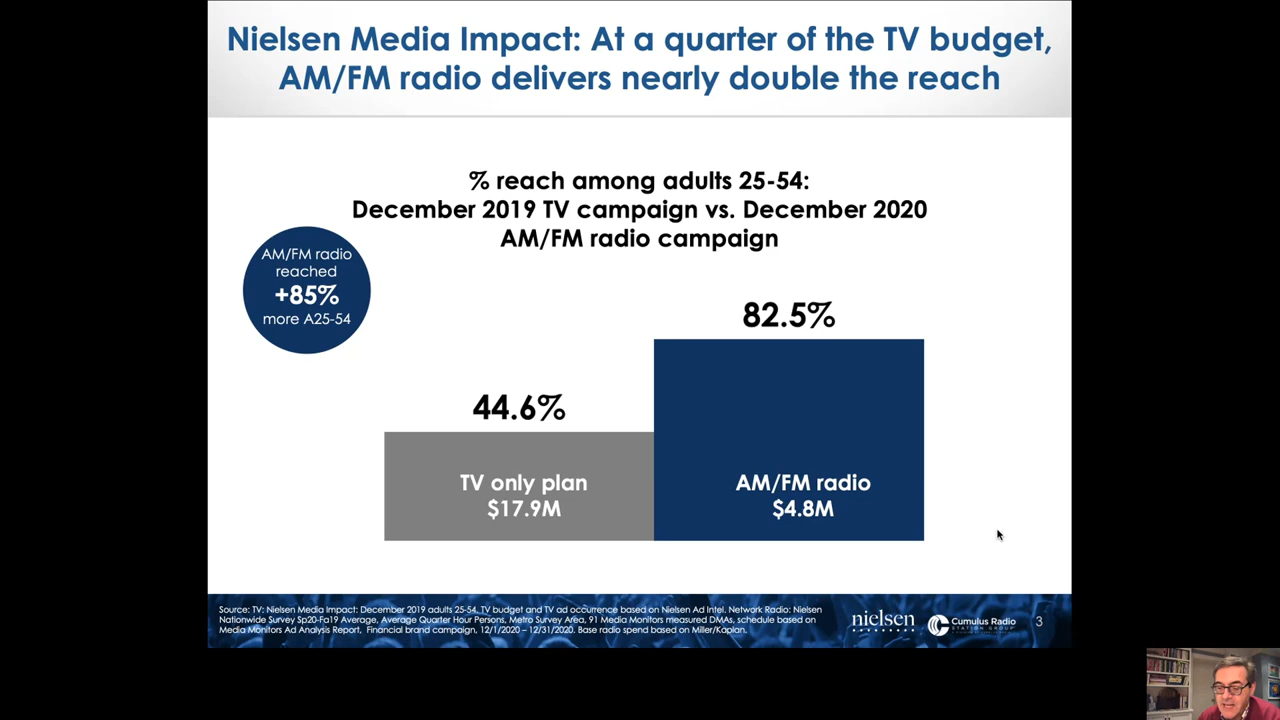 Nielsen Media Impact: At a quarter of the TV budget,
AM/FM radio delivers nearly double the reach
% reach among adults 25-54:
December 2019 TV campaign vs. December 2020
AM/FM radio campaign
AM/FM radio
reached
+85%
more A25-54
82.5%
44.6%
TV only plan
$17.9M
AM/FM radio
$4.8M
Source: TV: Nielsen Media Impact: December 2019 adults 25-54. TV budget and TV ad occurrence based on Nielsen Ad Intel. Network Radio: Nielsen
Nationwide Survey Sp20-Fa19 Average, Average Quarter Hour Persons, Metro Survey Area, 91 Media Monitors measured DMAs, schedule based on
Media Monitors Ad Analysis Report, Financial brand campaign, 12/1/2020 – 12/31/2020. Base radio spend based on Miller/Kaplan.
nielsen
Cumulus Radio
STATION GROUP
3